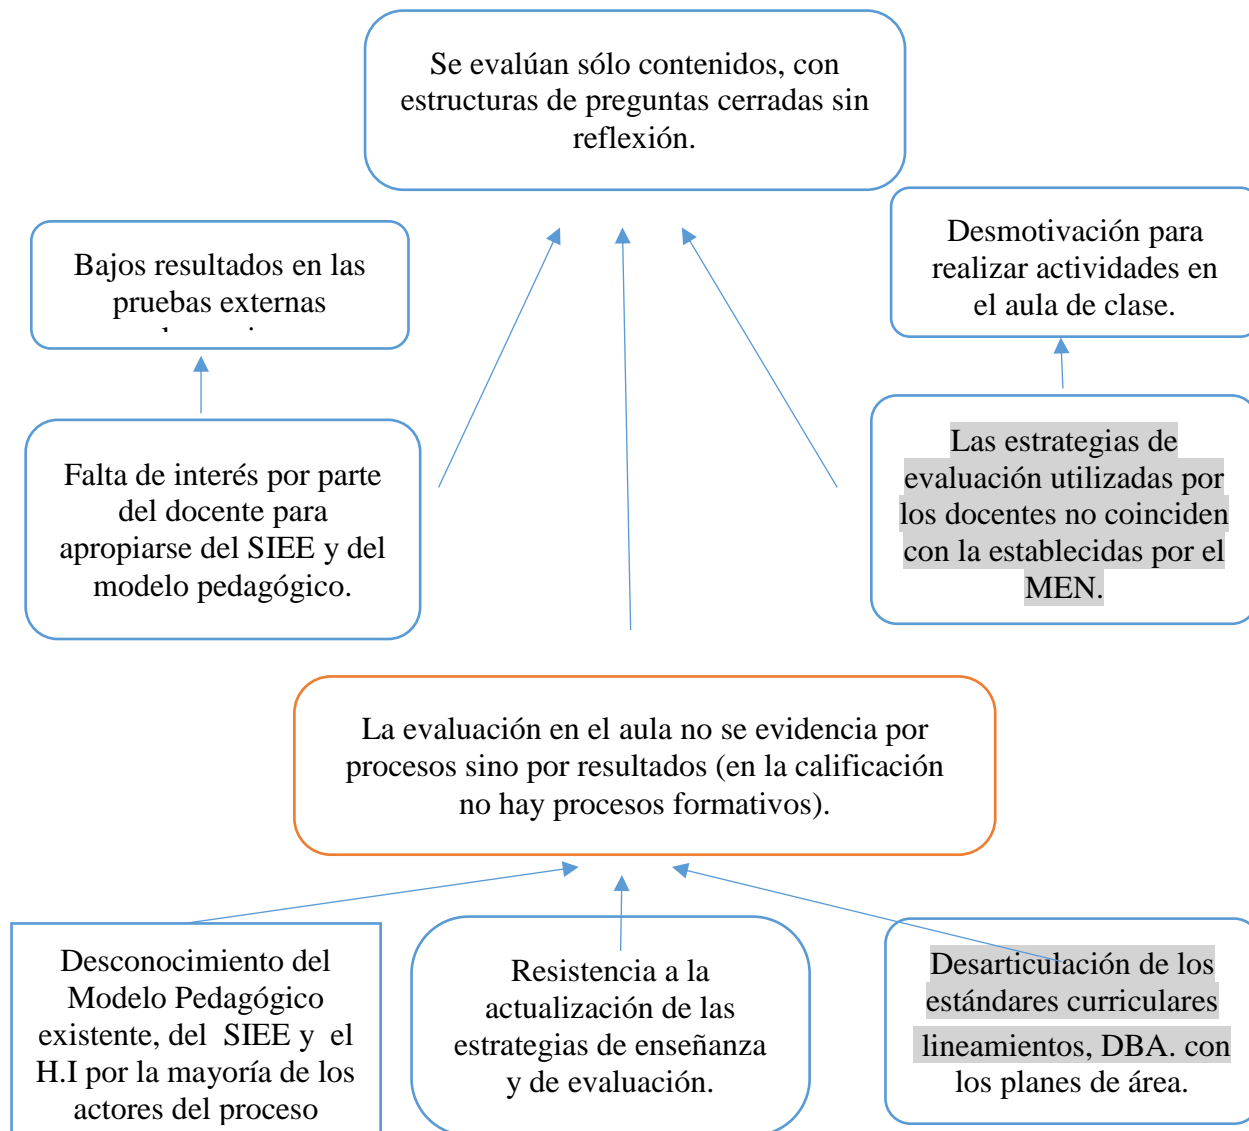 Se evalúan sólo contenidos, con
estructuras de preguntas cerradas sin
reflexión.
Bajos resultados en las
pruebas externas
Desmotivación para
realizar actividades en
el aula de clase.
Falta de interés por parte
del docente para
apropiarse del SIEE y del
modelo pedagógico.
Las estrategias de
evaluación utilizadas por
los docentes no coinciden
con la establecidas por el
MEN.
La evaluación en el aula no se evidencia por
procesos sino por resultados (en la calificación
no hay procesos formativos).
Desconocimiento del
Modelo Pedagógico
existente, del SIEE y el
H.I por la mayoría de los
actores del proceso
Resistencia a la
actualización de las
estrategias de enseñanza
y de evaluación.
Desarticulación de los
estándares curriculares
lineamientos, DBA. con
los planes de área.